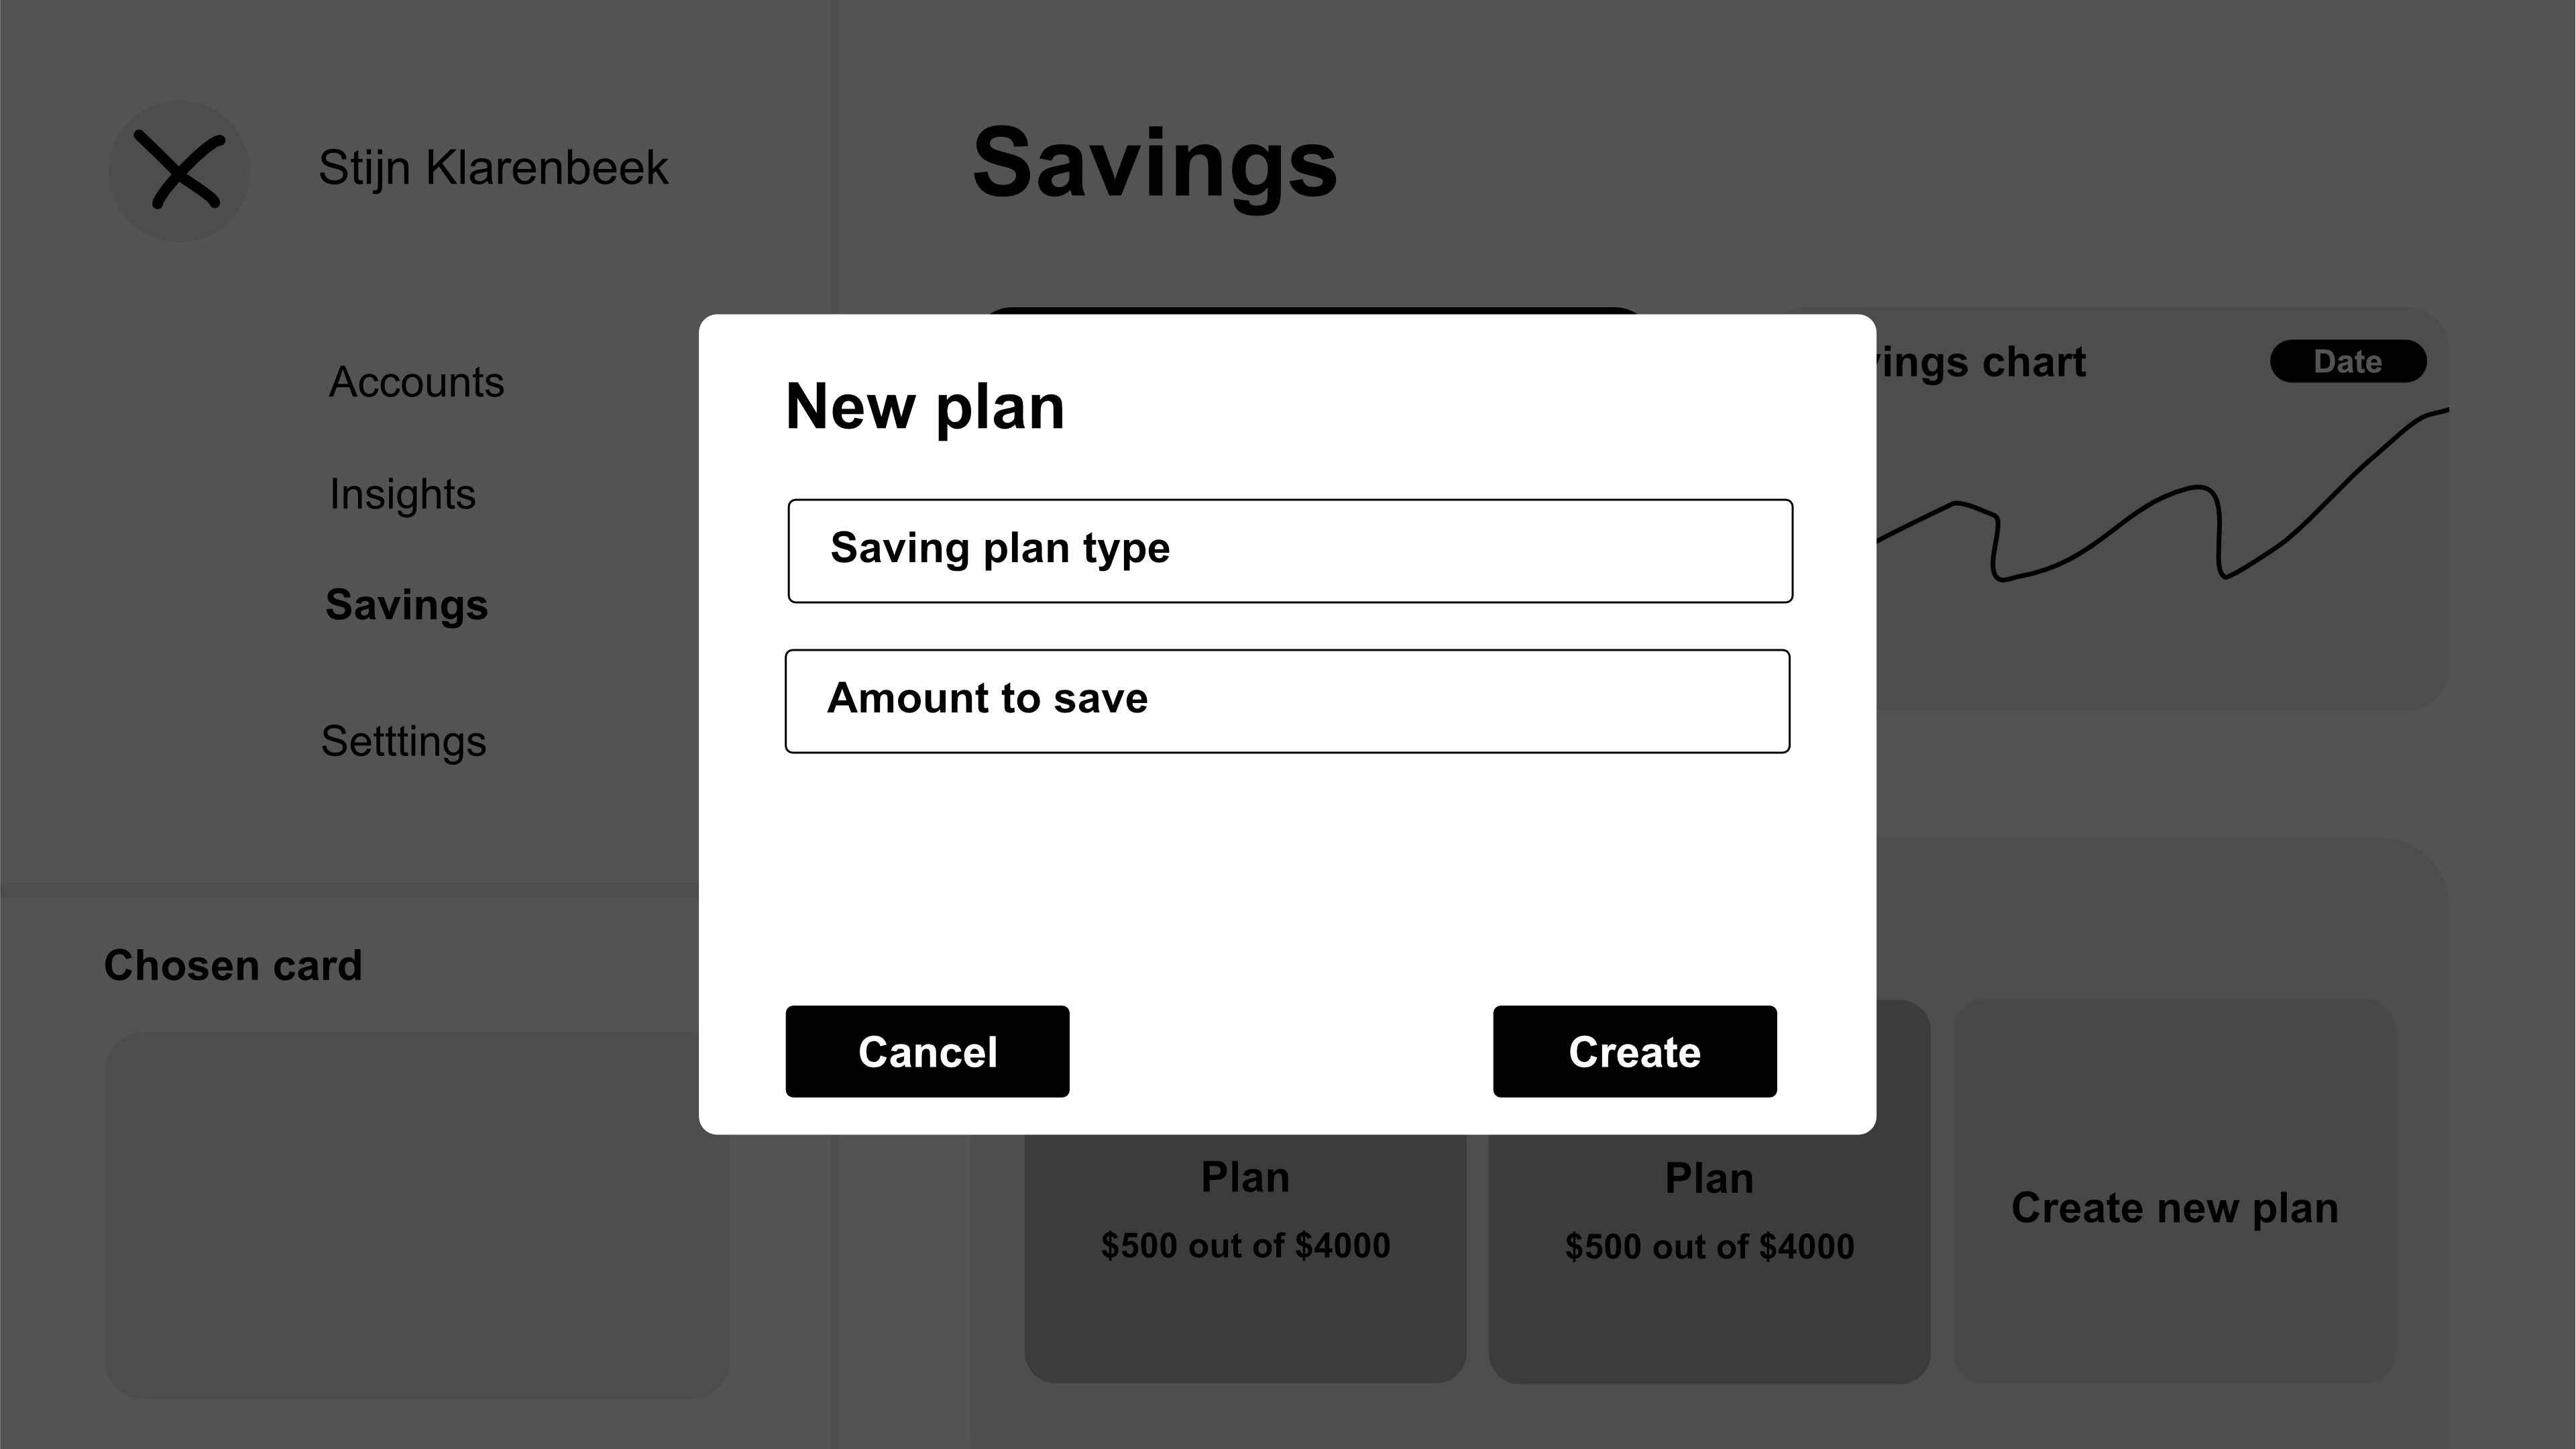 Stijn Klarenbeek
Accounts
Insights
Savings
Setttings
Chosen card
Savings
ings chart
Date
New plan
Saving plan type
Amount to save
Cancel
Create
Plan
$500 out of $4000
Plan
$500 out of $4000
Create new plan